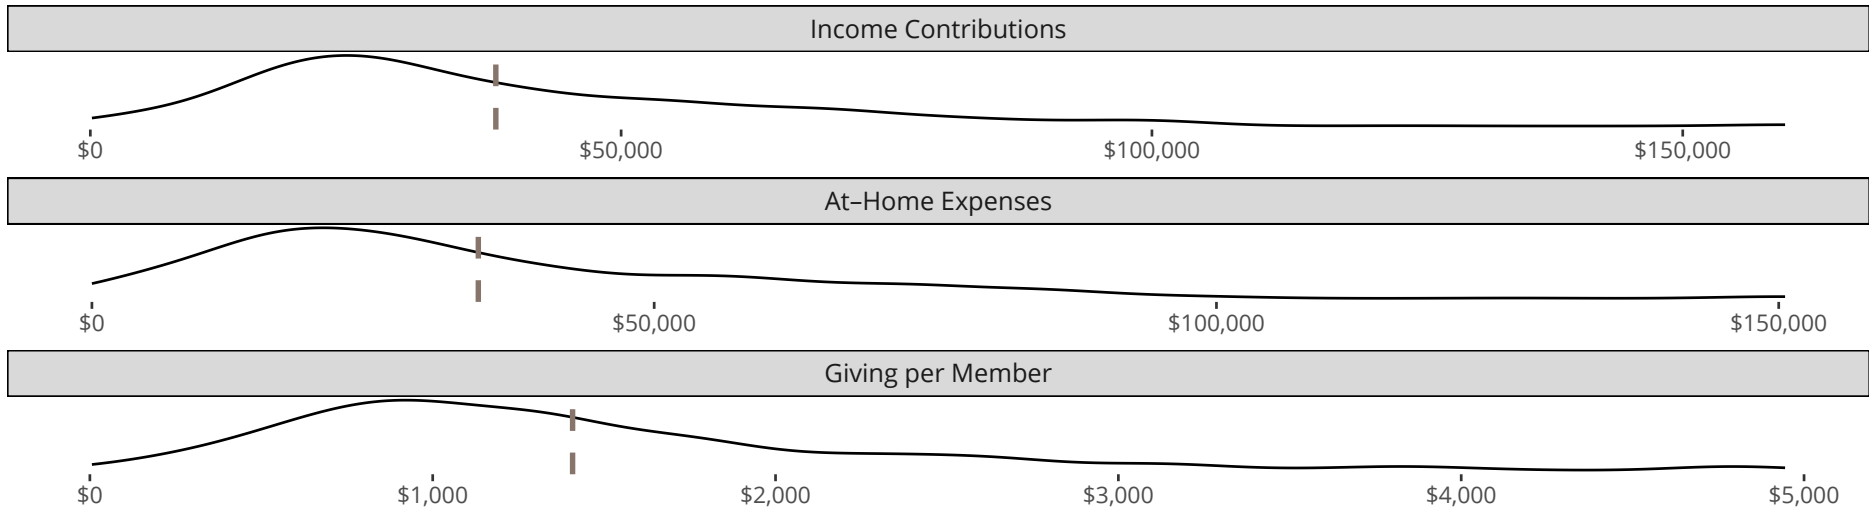 Income Contributions
$0 $50,000 $100,000 $150,000
At–Home Expenses
$0 $50,000 $100,000 $150,000
Giving per Member
$0 $1,000 $2,000 $3,000 $4,000 $5,000